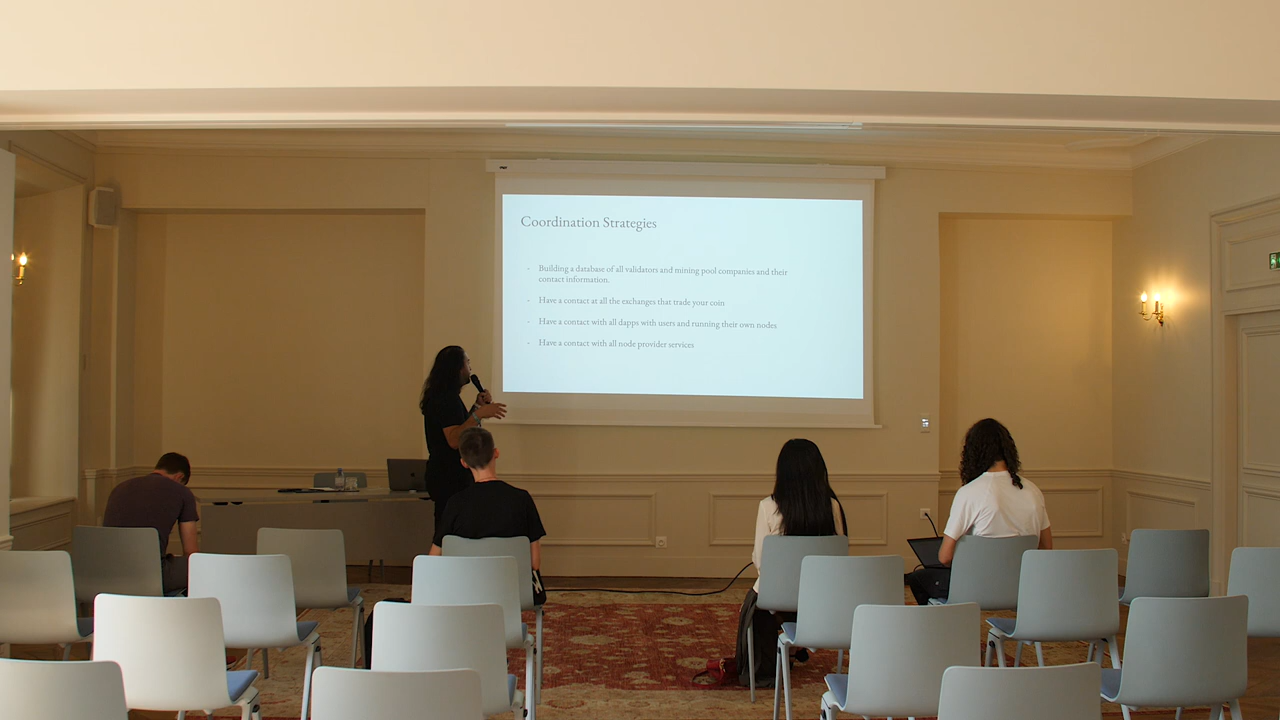 Coordination Strategies
- Building a database of all validators and mining pool companies and their
contact information.
- Have a contact at all the exchanges that trade your coin
- Have a contact with all dapps with users and running their own nodes
- Have a contact with all node provider services